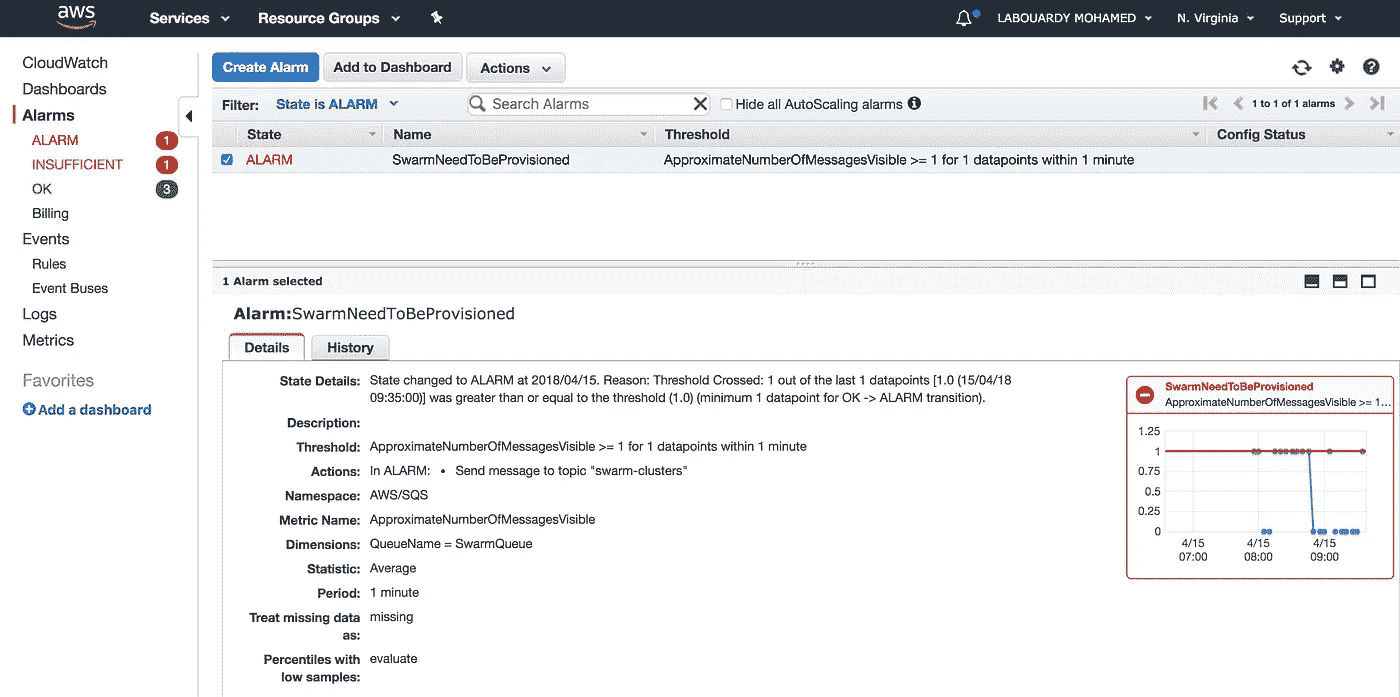 aws
Services
Resource Groups
LABOUARDY MOHAMED
N. Virginia
Support
CloudWatch
Dashboards
Alarms
ALARM 1
INSUFFICIENT 1
OK 3
Billing
Events
Rules
Event Buses
Logs
Metrics
Favorites
Add a dashboard
Create Alarm
Add to Dashboard
Actions
Filter: State is ALARM
Search Alarms
Hide all AutoScaling alarms
1 to 1 of 1 alarms
State Name Threshold Config Status
ALARM SwarmNeedToBeProvisioned ApproximateNumberOfMessagesVisible >= 1 for 1 datapoints within 1 minute
1 Alarm selected
Alarm:SwarmNeedToBeProvisioned
Details
History
State Details: State changed to ALARM at 2018/04/15. Reason: Threshold Crossed: 1 out of the last 1 datapoints [1.0 (15/04/18
09:35:00)] was greater than or equal to the threshold (1.0) (minimum 1 datapoint for OK -> ALARM transition).
Description:
Threshold: ApproximateNumberOfMessagesVisible >= 1 for 1 datapoints within 1 minute
Actions: In ALARM: • Send message to topic "swarm-clusters"
Namespace: AWS/SQS
Metric Name: ApproximateNumberOfMessagesVisible
Dimensions: QueueName = SwarmQueue
Statistic: Average
Period: 1 minute
Treat missing data missing
as:
Percentiles with evaluate
low samples:
SwarmNeedToBeProvisioned
ApproximateNumberOfMessagesVisible >= 1...
1.25
1
0.75
0.5
0.25
0
4/15 4/15 4/15
07:00 08:00 09:00